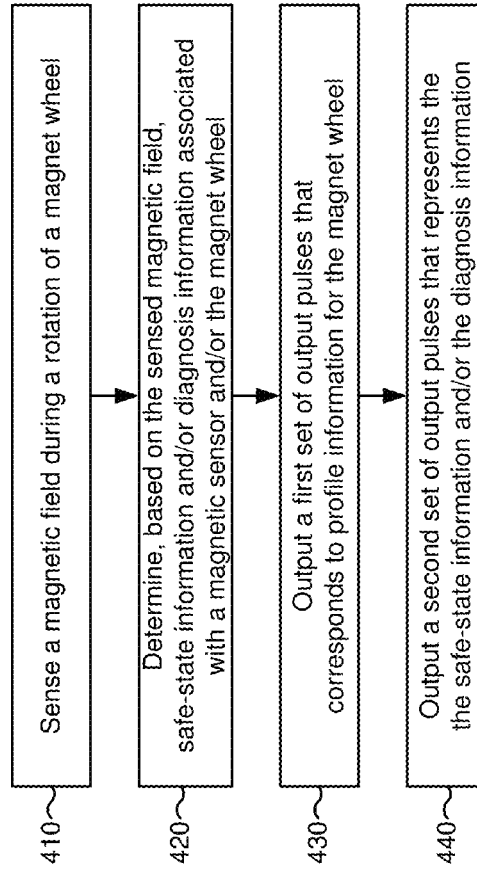 410
Sense a magnetic field during a rotation of a magnet wheel
420
Determine, based on the sensed magnetic field,
safe-state information and/or diagnosis information associated
with a magnetic sensor and/or the magnet wheel
430
Output a first set of output pulses that
corresponds to profile information for the magnet wheel
440
Output a second set of output pulses that represents the
the safe-state information and/or the diagnosis information